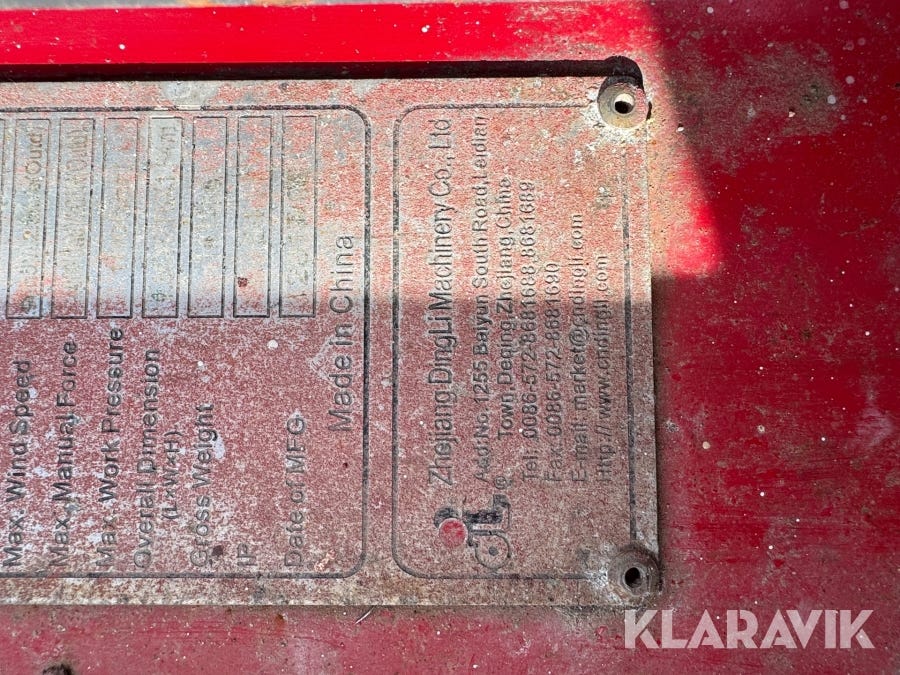 Max. Wind Speed
Max. Manual Force
Max. Work Pressure
Overall Dimension
(L×W×H)
Gross Weight
IP
Date of MFG
Made in China
ZhejiangDingLi Machinery Co., Ltd
Add:No. 1255 Baiyun South Road, Leidian
Town, Deqing Zhejiang, China
Tel: 0086-572-8681688 8681689
Fax: 0086-572-8681690
E-mail: market@cndingli.com
Http://www.cndingli.com
KLARAVIK